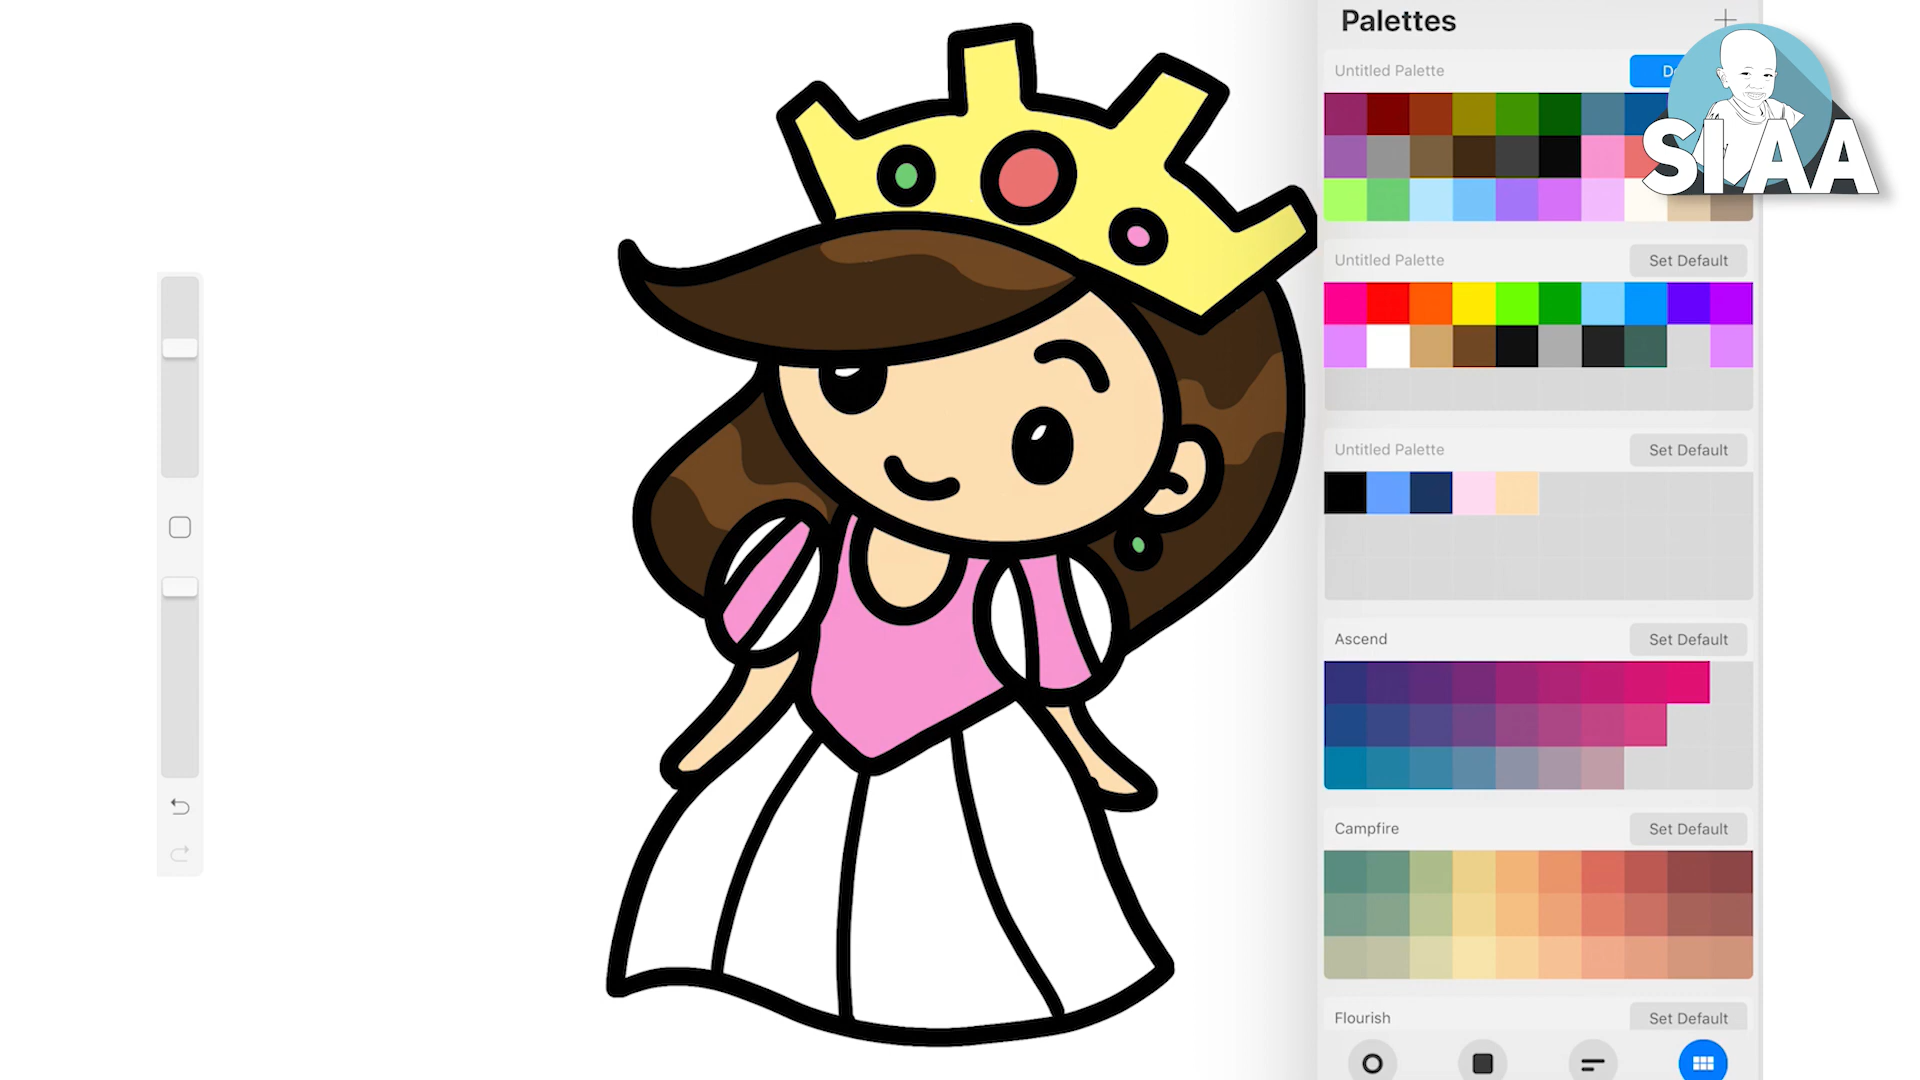 Palettes
Untitled Palette
SIAA
Untitled Palette
Set Default
Untitled Palette
Set Default
Ascend
Set Default
Campfire
Set Default
Flourish
Set Default